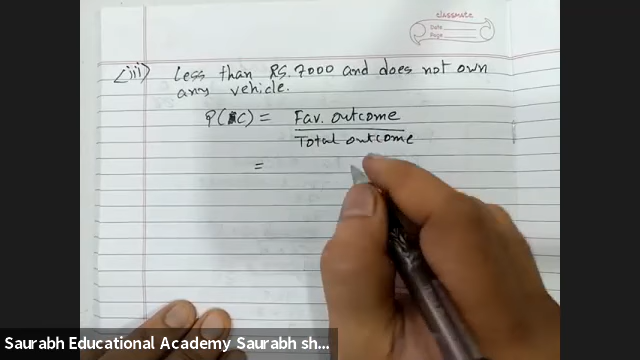 classmate
Date
Page
(iii) Less than RS. 7000 and does not own
any vehicle.
P(C) = Fav. outcome
Total outcome
=
Saurabh Educational Academy Saurabh sh...